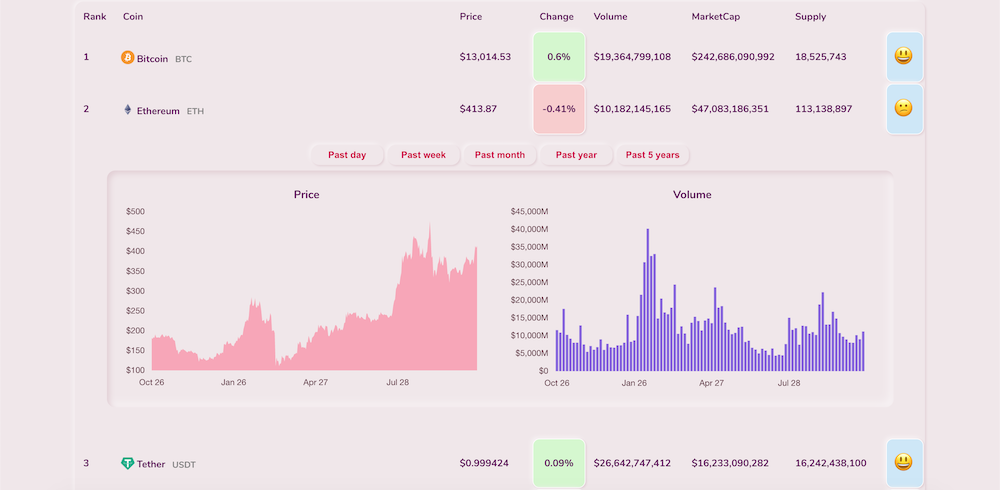 Rank Coin Price Change Volume MarketCap Supply
1 Bitcoin BTC $13,014.53 0.6% $19,364,799,108 $242,686,090,992 18,525,743
2 Ethereum ETH $413.87 -0.41% $10,182,145,165 $47,083,186,351 113,138,897
Past day Past week Past month Past year Past 5 years
Price
$500
$450
$400
$350
$300
$250
$200
$150
$100
Oct 26 Jan 26 Apr 27 Jul 28
Volume
$45,000M
$40,000M
$35,000M
$30,000M
$25,000M
$20,000M
$15,000M
$10,000M
$5,000M
$0
Oct 26 Jan 26 Apr 27 Jul 28
3 Tether USDT $0.999424 0.09% $26,642,747,412 $16,233,090,282 16,242,438,100